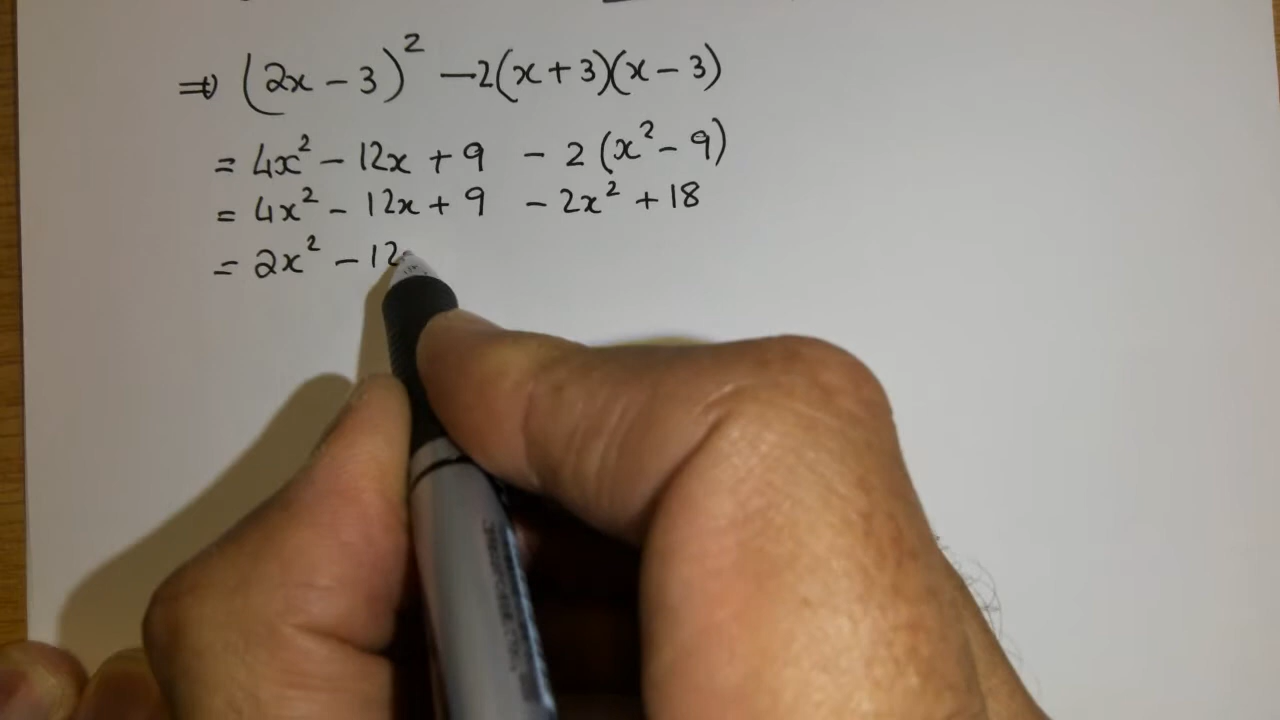 ⇒ (2x - 3)² - 2(x + 3)(x - 3)
= 4x² - 12x + 9 - 2 (x² - 9)
= 4x² - 12x + 9 - 2x² + 18
= 2x² - 12